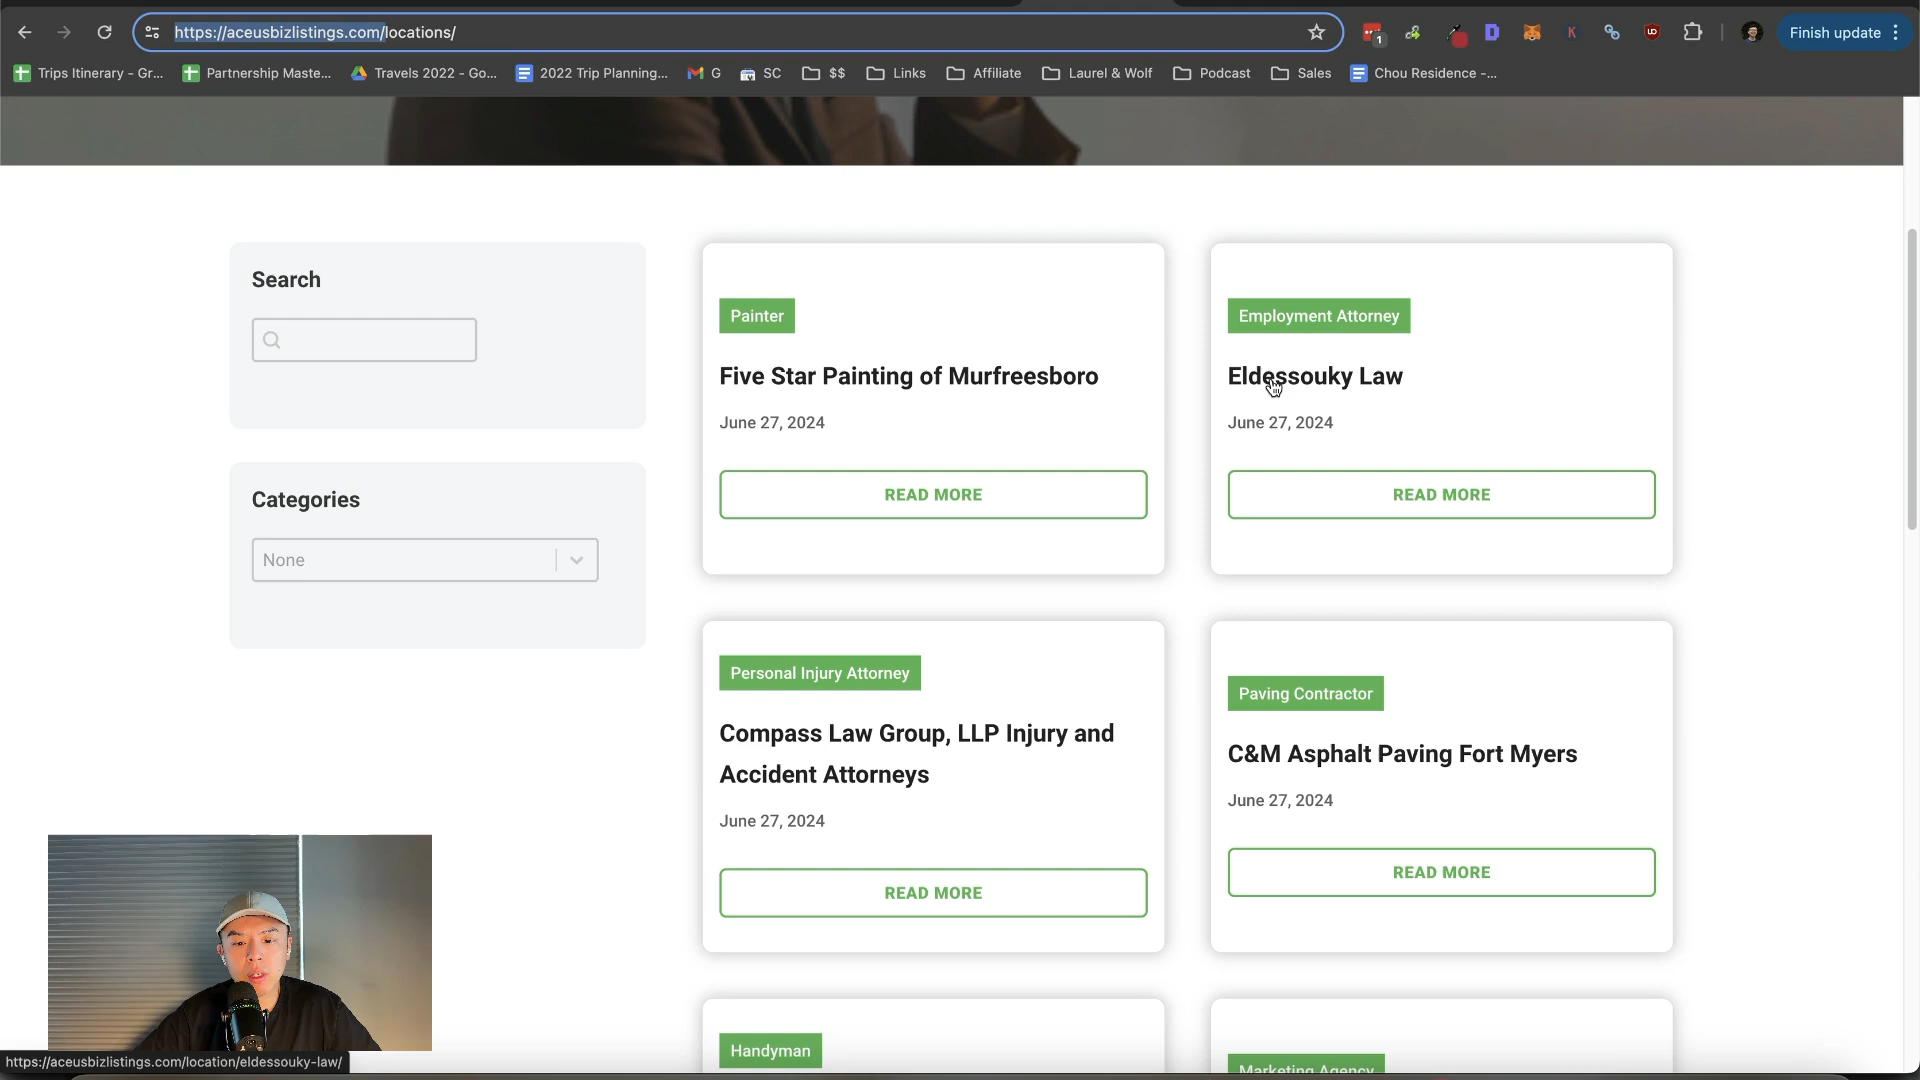 https://aceusbizlistings.com/locations/
1
D
K
UD
Finish update
Trips Itinerary - Gr...
Partnership Maste...
Travels 2022 - Go...
2022 Trip Planning...
G
SC
$$
Links
Affiliate
Laurel & Wolf
Podcast
Sales
Chou Residence -...
Search
Categories
None
Painter
Five Star Painting of Murfreesboro
June 27, 2024
READ MORE
Employment Attorney
Eldessouky Law
June 27, 2024
READ MORE
Personal Injury Attorney
Compass Law Group, LLP Injury and
Accident Attorneys
June 27, 2024
READ MORE
Paving Contractor
C&M Asphalt Paving Fort Myers
June 27, 2024
READ MORE
Handyman
Marketing Agency
https://aceusbizlistings.com/location/eldessouky-law/